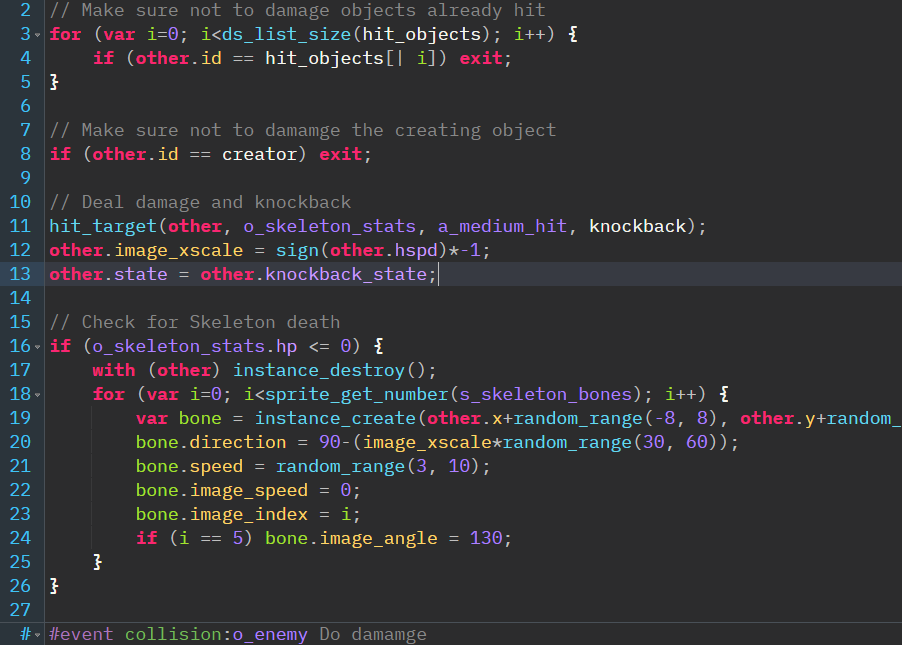 2 // Make sure not to damage objects already hit
3 for (var i=0; i<ds_list_size(hit_objects); i++) {
4 if (other.id == hit_objects[| i]) exit;
5 }
6
7 // Make sure not to damamge the creating object
8 if (other.id == creator) exit;
9
10 // Deal damage and knockback
11 hit_target(other, o_skeleton_stats, a_medium_hit, knockback);
12 other.image_xscale = sign(other.hspd)*-1;
13 other.state = other.knockback_state;
14
15 // Check for Skeleton death
16 if (o_skeleton_stats.hp <= 0) {
17 with (other) instance_destroy();
18 for (var i=0; i<sprite_get_number(s_skeleton_bones); i++) {
19 var bone = instance_create(other.x+random_range(-8, 8), other.y+random_
20 bone.direction = 90-(image_xscale*random_range(30, 60));
21 bone.speed = random_range(3, 10);
22 bone.image_speed = 0;
23 bone.image_index = i;
24 if (i == 5) bone.image_angle = 130;
25 }
26 }
27
# #event collision:o_enemy Do damamge